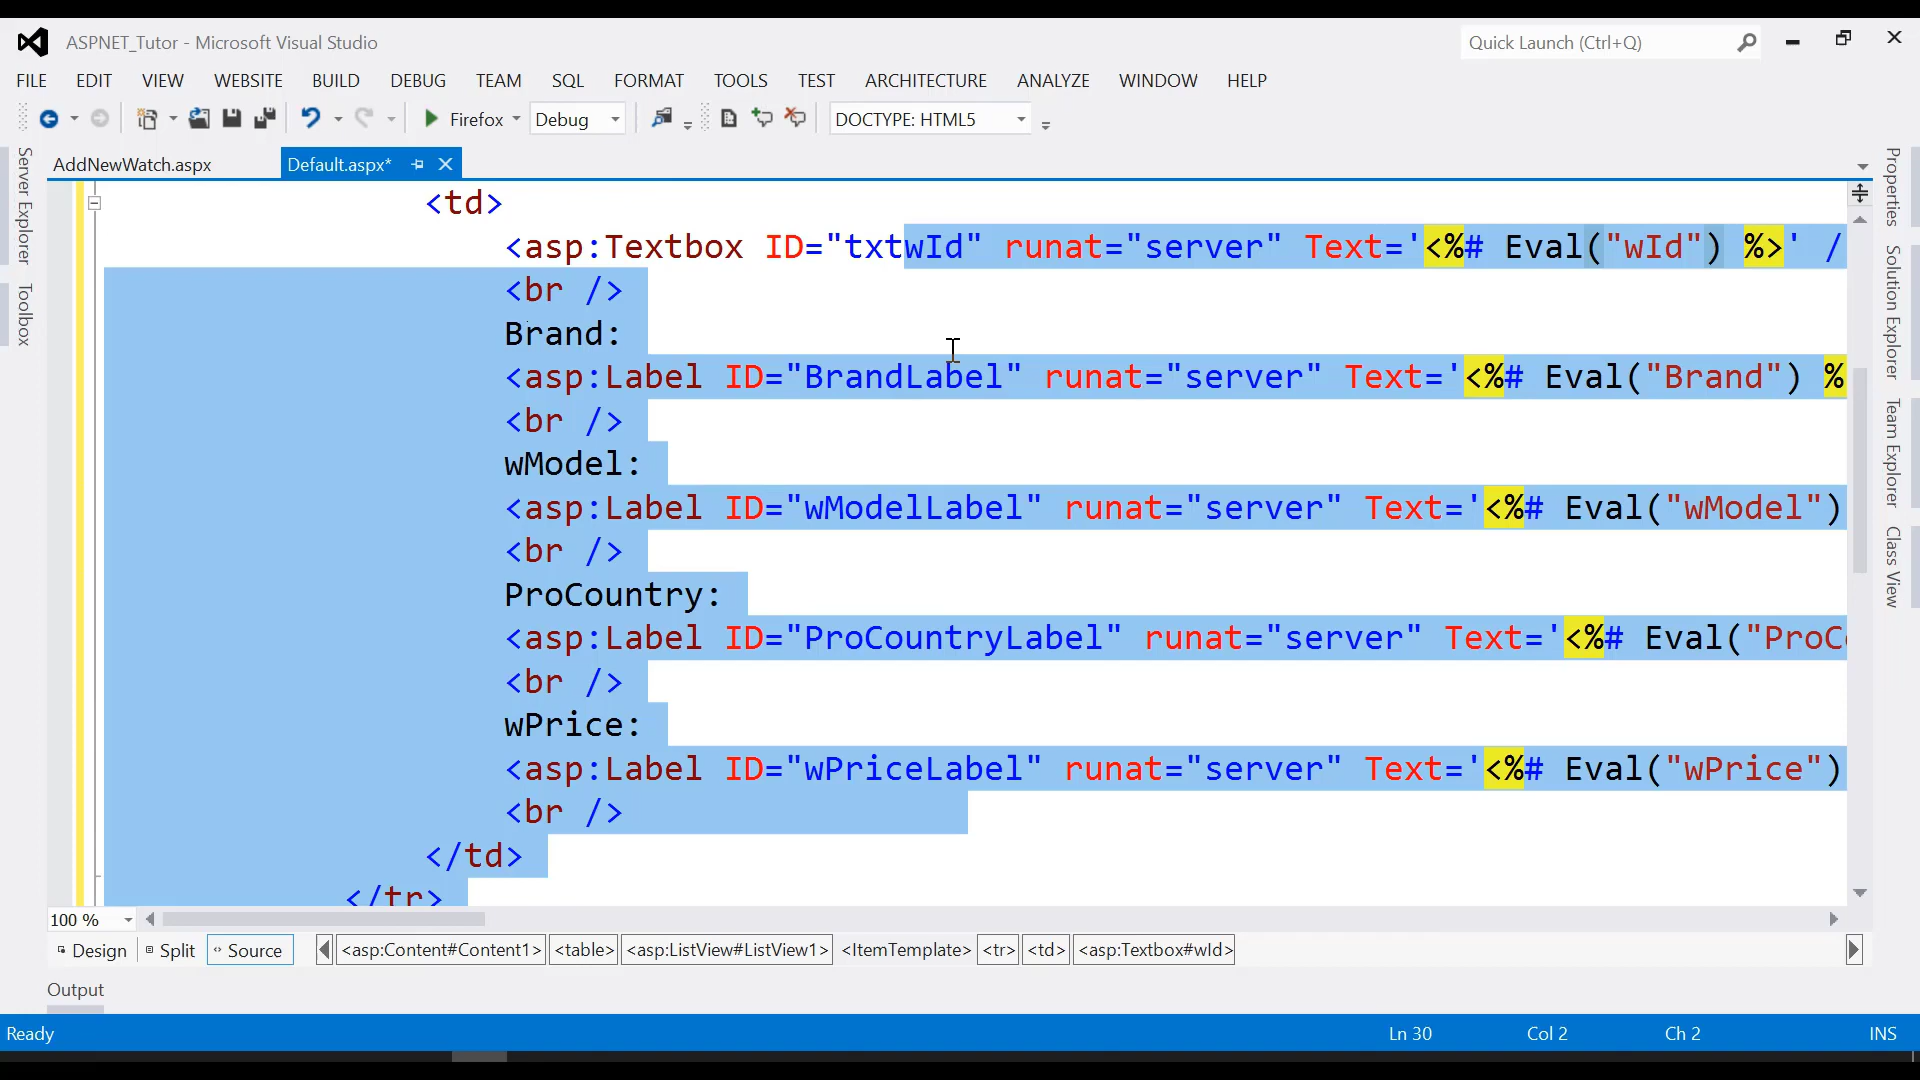 ASPNET_Tutor - Microsoft Visual Studio
Quick Launch (Ctrl+Q)
FILE EDIT VIEW WEBSITE BUILD DEBUG TEAM SQL FORMAT TOOLS TEST ARCHITECTURE ANALYZE WINDOW HELP
Firefox Debug DOCTYPE: HTML5
AddNewWatch.aspx Default.aspx*
Server Explorer
Toolbox
<td>
<asp:Textbox ID="txtwId" runat="server" Text='<%# Eval("wId") %>' /
<br />
Brand:
<asp:Label ID="BrandLabel" runat="server" Text='<%# Eval("Brand") %
<br />
wModel:
<asp:Label ID="wModelLabel" runat="server" Text='<%# Eval("wModel")
<br />
ProCountry:
<asp:Label ID="ProCountryLabel" runat="server" Text='<%# Eval("ProCo
<br />
wPrice:
<asp:Label ID="wPriceLabel" runat="server" Text='<%# Eval("wPrice")
<br />
</td>
</tr>
Properties
Solution Explorer
Team Explorer
Class View
100 %
Design Split Source <asp:Content#Content1> <table> <asp:ListView#ListView1> <ItemTemplate> <tr> <td> <asp:Textbox#wId>
Output
Ready Ln 30 Col 2 Ch 2 INS